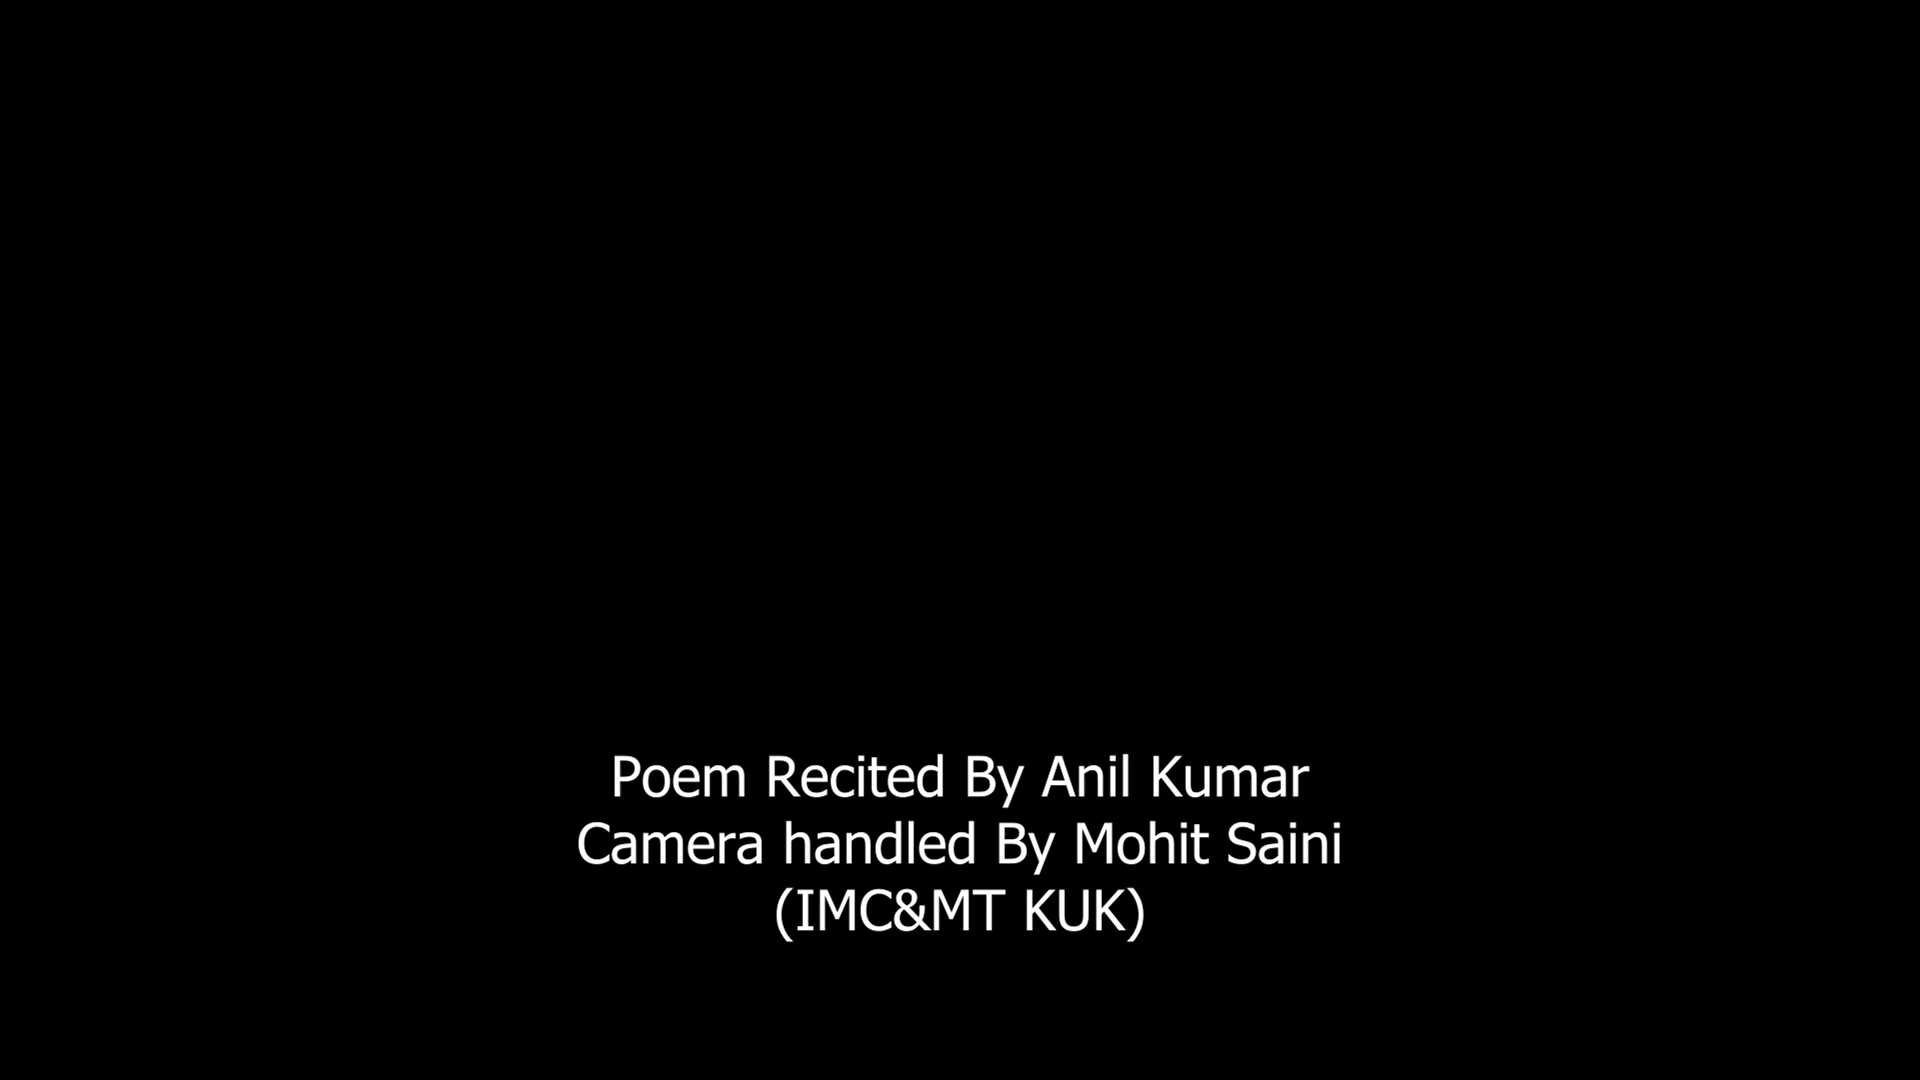 Poem Recited By Anil Kumar
Camera handled By Mohit Saini
(IMC&MT KUK)